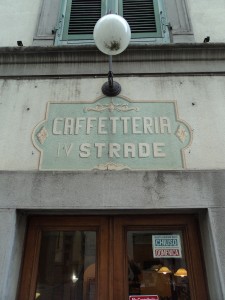 CAFFETTERIA
IV STRADE
CHIUSO
DOMENICA